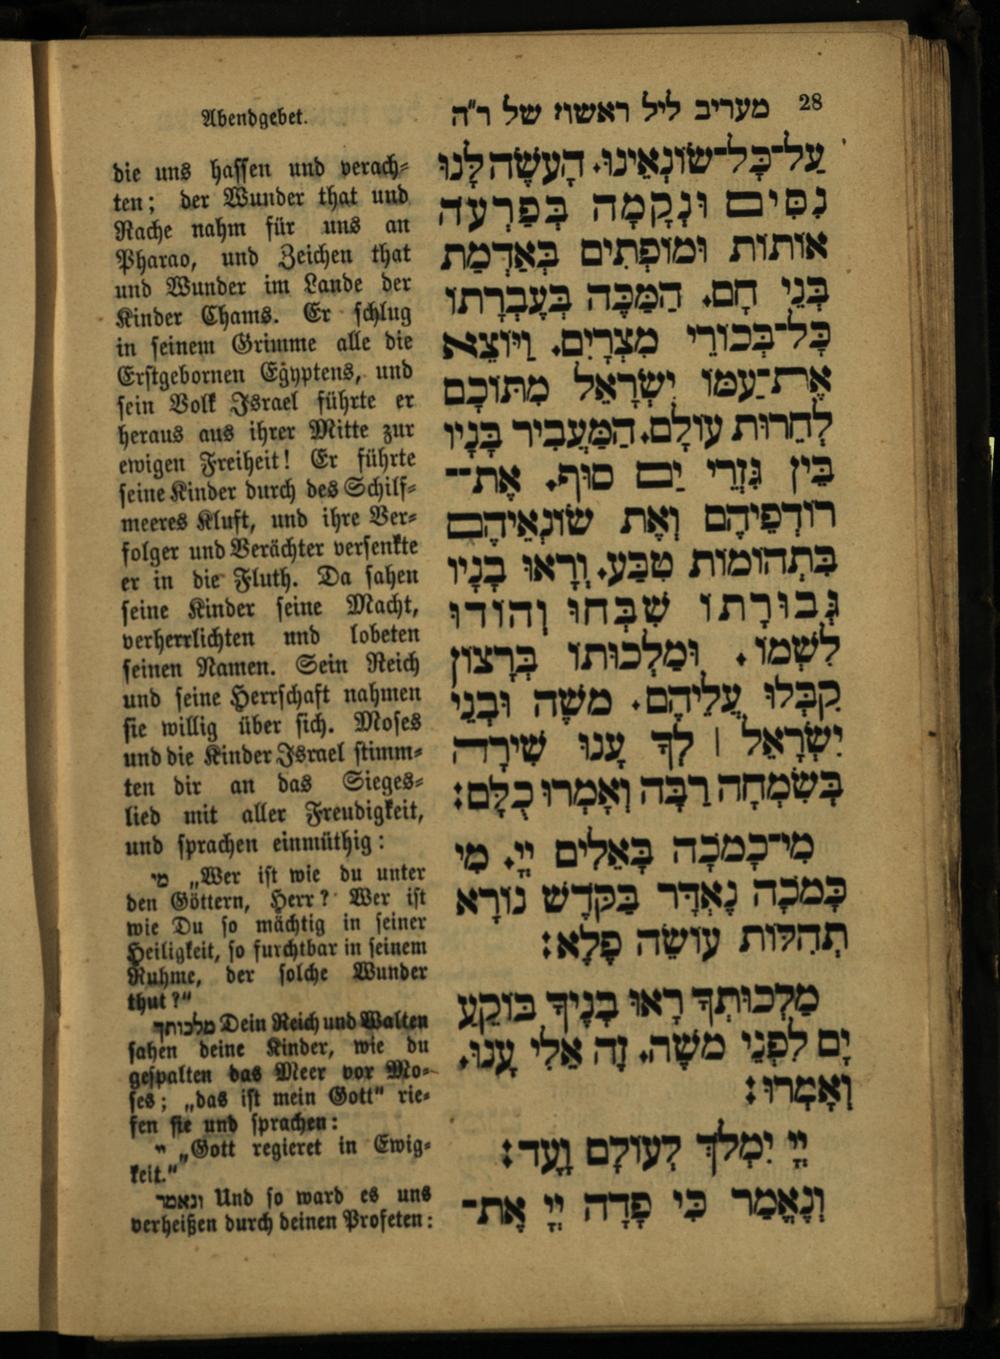 28 מעריב ליל ראשון של ר"ה
Abendgebet.
עַל־כָּל־שׂוֹנְאֵינוּ. הָעֹשֶׂה לָּנוּ
נִסִּים וּנְקָמָה בְּפַרְעֹה
אוֹתוֹת וּמוֹפְתִים בְּאַדְמַת
בְּנֵי חָם. הַמַּכֶּה בְעֶבְרָתוֹ
כָּל־בְּכוֹרֵי מִצְרָיִם. וַיּוֹצֵא
אֶת־עַמּוֹ יִשְׂרָאֵל מִתּוֹכָם
לְחֵרוּת עוֹלָם. הַמַּעֲבִיר בָּנָיו
בֵּין גִּזְרֵי יַם סוּף. אֶת־
רוֹדְפֵיהֶם וְאֶת שׂוֹנְאֵיהֶם
בִּתְהוֹמוֹת טִבַּע. וְרָאוּ בָנָיו
גְּבוּרָתוֹ שִׁבְּחוּ וְהוֹדוּ
לִשְׁמוֹ. וּמַלְכוּתוֹ בְּרָצוֹן
קִבְּלוּ עֲלֵיהֶם. מֹשֶׁה וּבְנֵי
יִשְׂרָאֵל | לְךָ עָנוּ שִׁירָה
בְּשִׂמְחָה רַבָּה וְאָמְרוּ כֻלָּם:
מִי־כָמֹכָה בָּאֵלִים יְיָ. מִי
כָּמֹכָה נֶאְדָּר בַּקֹּדֶשׁ נוֹרָא
תְהִלּוֹת עוֹשֵׂה פֶלֶא:
מַלְכוּתְךָ רָאוּ בָנֶיךָ בּוֹקֵעַ
יָם לִפְנֵי מֹשֶׁה. זֶה אֵלִי עָנוּ.
וְאָמְרוּ:
יְיָ יִמְלֹךְ לְעוֹלָם וָעֶד:
וְנֶאֱמַר כִּי פָדָה יְיָ אֶת־
die uns hassen und verach-
ten; der Wunder that und
Rache nahm für uns an
Pharao, und Zeichen that
und Wunder im Lande der
Kinder Chams. Er schlug
in seinem Grimme alle die
Erstgebornen Egyptens, und
sein Volk Israel führte er
heraus aus ihrer Mitte zur
ewigen Freiheit! Er führte
seine Kinder durch des Schilf-
meeres Kluft, und ihre Ver-
folger und Verächter versenkte
er in die Fluth. Da sahen
seine Kinder seine Macht,
verherrlichten und lobeten
seinen Namen. Sein Reich
und seine Herrschaft nahmen
sie willig über sich. Moses
und die Kinder Israel stimm-
ten dir an das Sieges-
lied mit aller Freudigkeit,
und sprachen einmüthig:
מי „Wer ist wie du unter
den Göttern, Herr? Wer ist
wie Du so mächtig in seiner
Heiligkeit, so furchtbar in seinem
Ruhme, der solche Wunder
thut?“
מלכותך Dein Reich und Walten
sahen deine Kinder, wie du
gespalten das Meer vor Mo-
ses; „das ist mein Gott“ rie-
fen sie und sprachen:
יי „Gott regieret in Ewig-
keit.“
ונאמר Und so ward es uns
verheißen durch deinen Profeten: